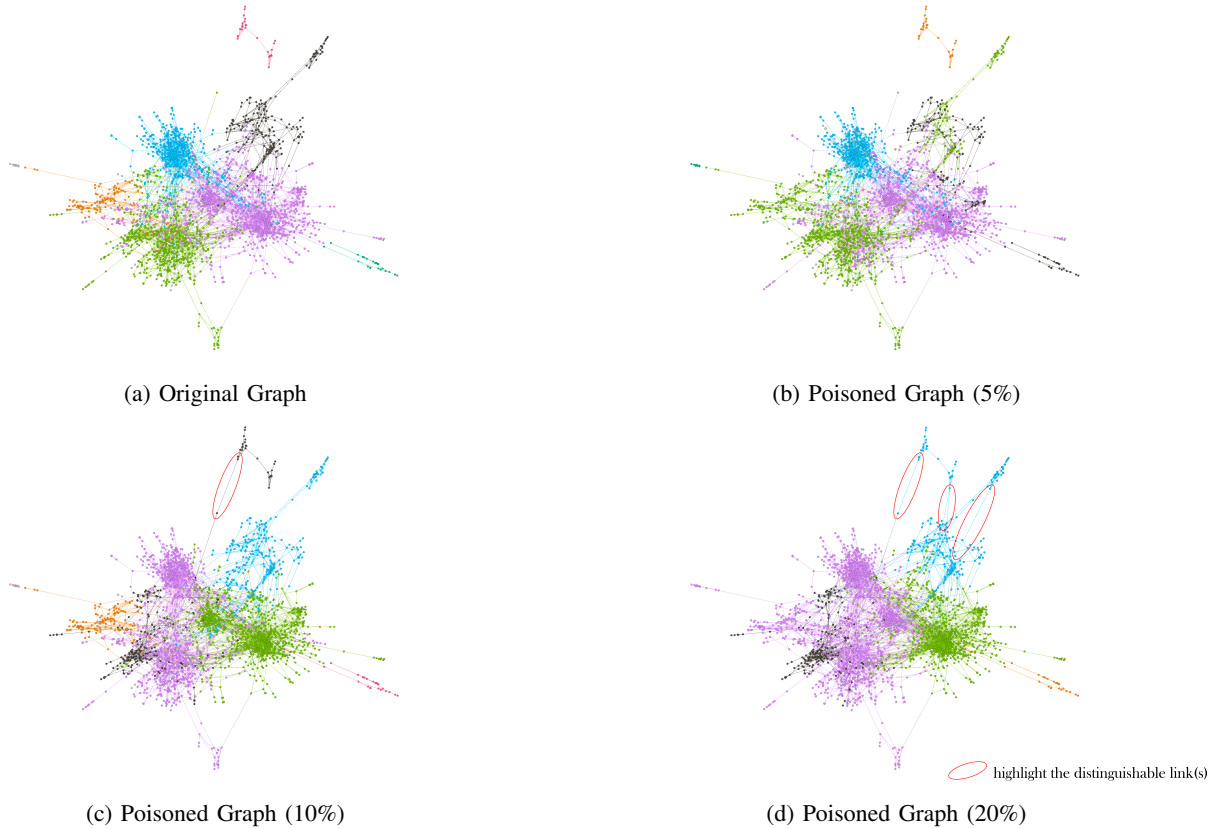 (a) Original Graph
(b) Poisoned Graph (5%)
highlight the distinguishable link(s)
(c) Poisoned Graph (10%)
(d) Poisoned Graph (20%)